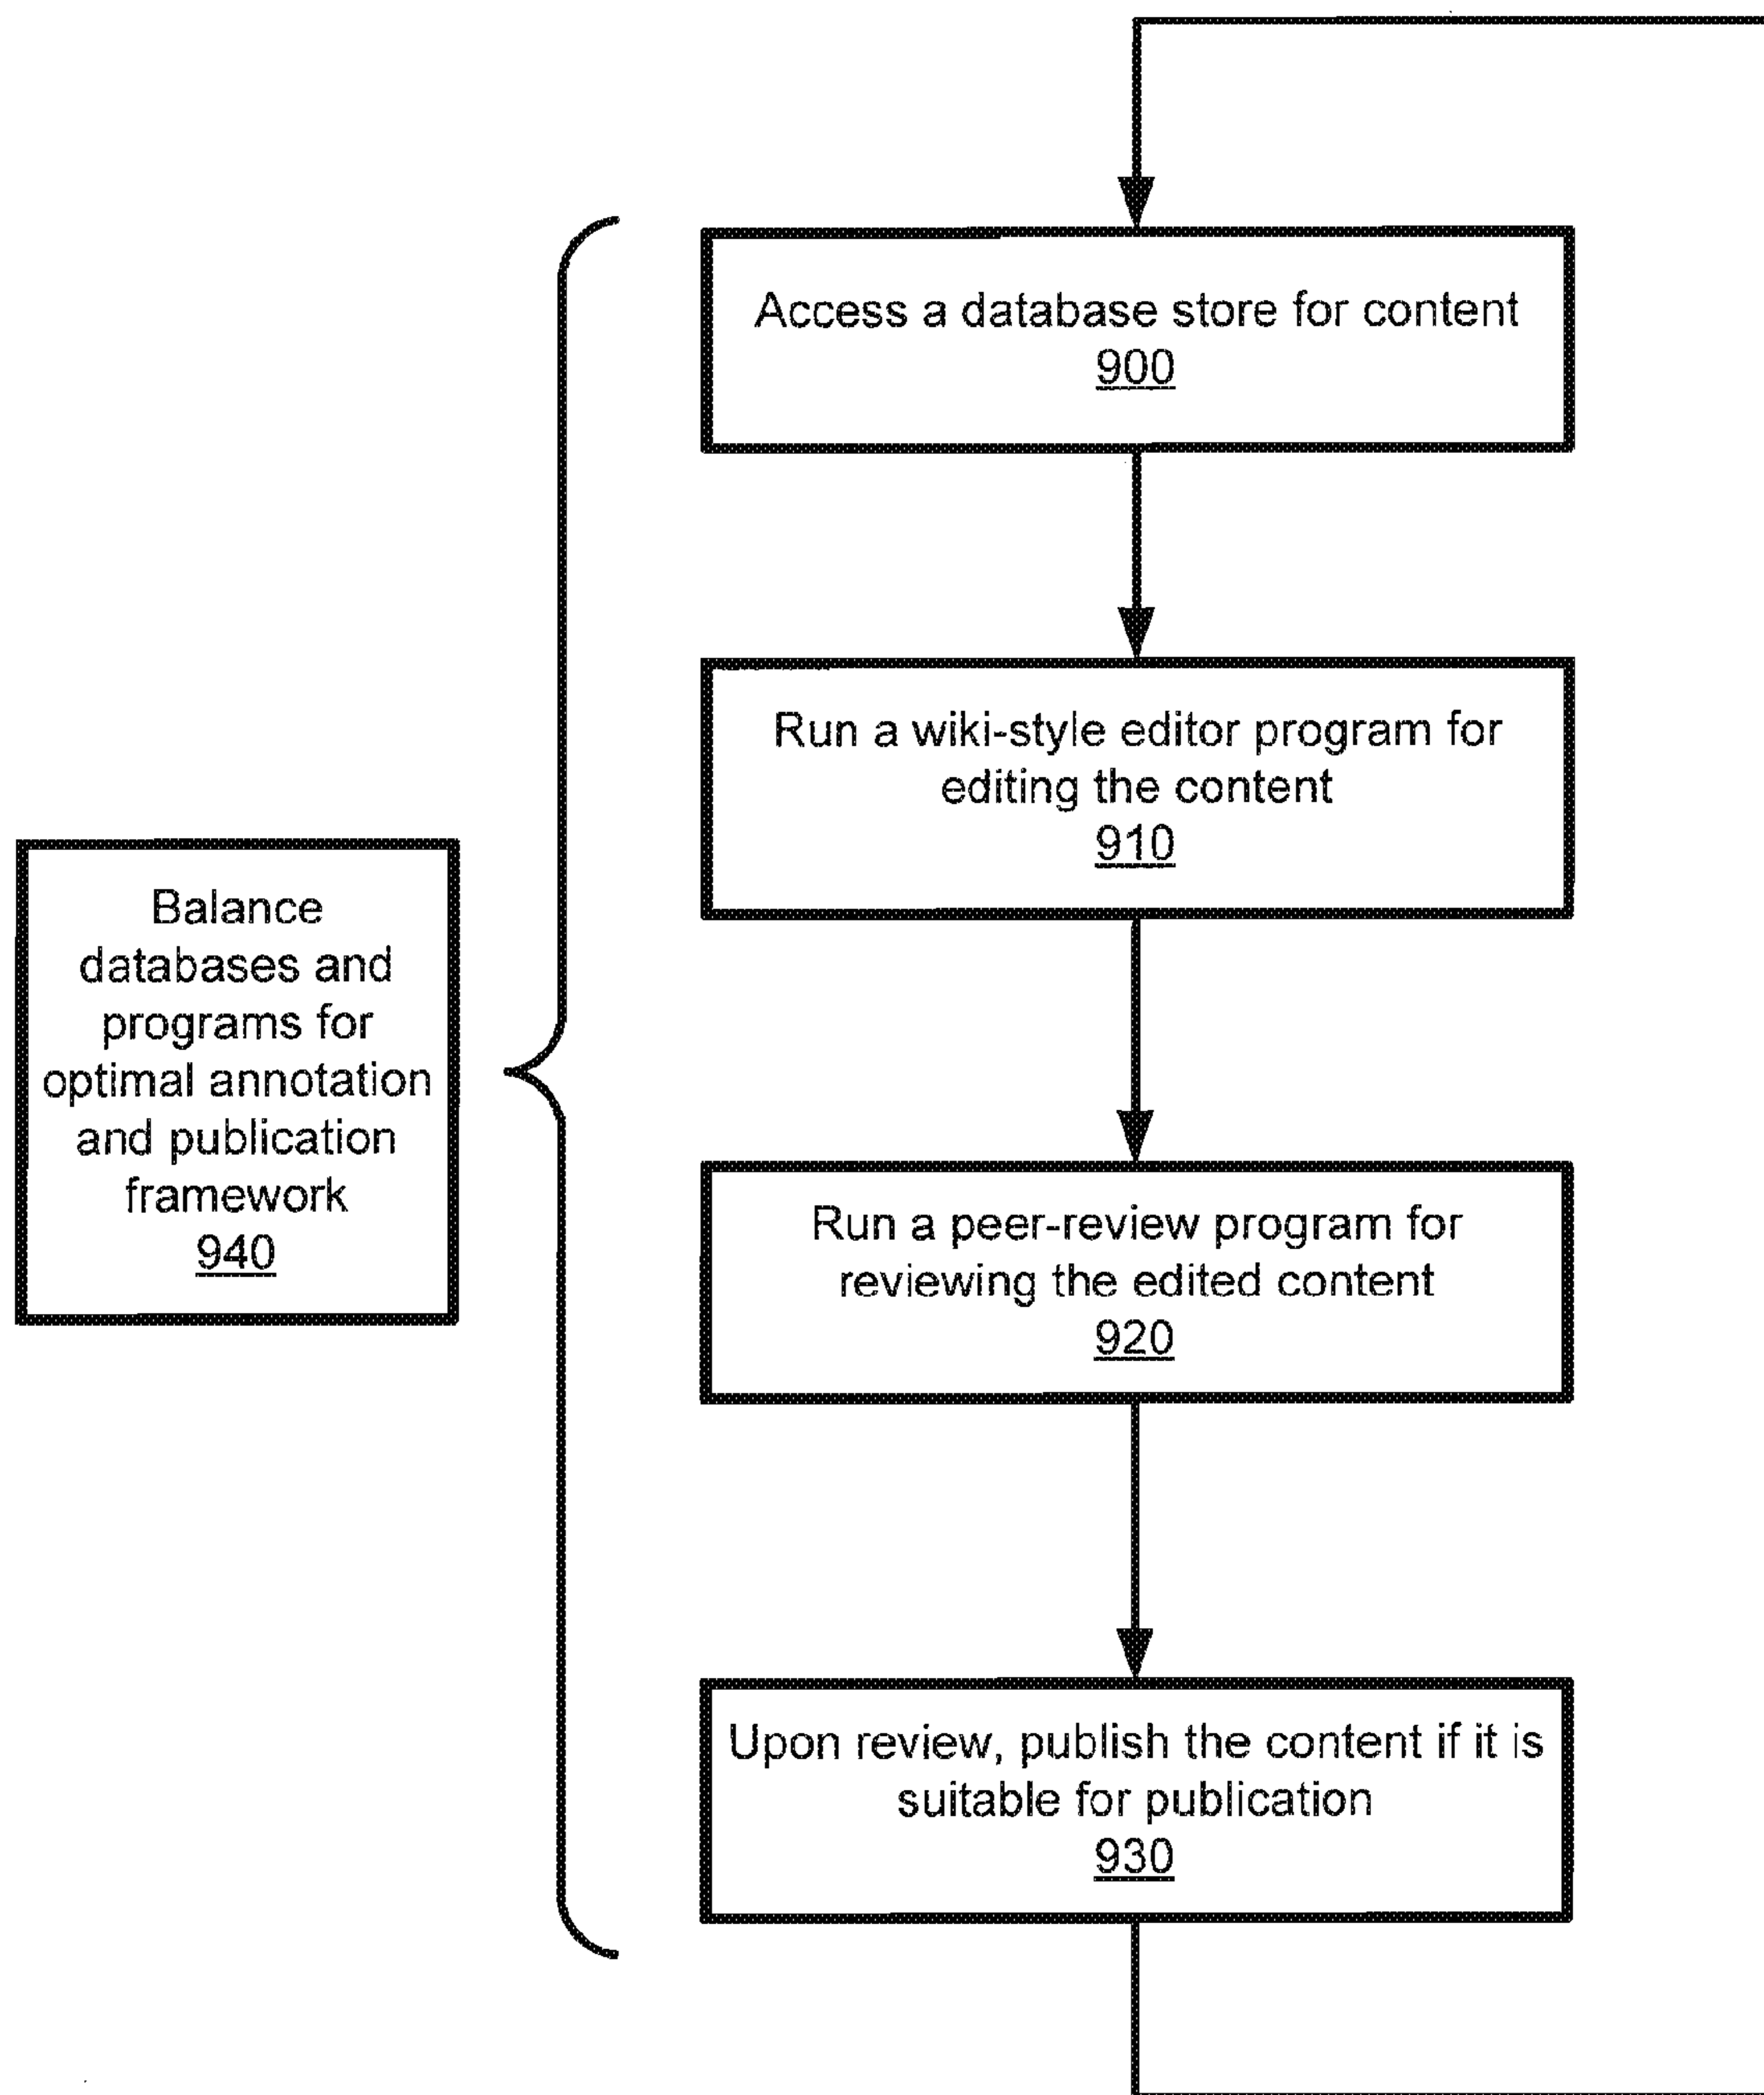 Access a database store for content
900
Run a wiki-style editor program for
editing the content
910
Balance
databases and
programs for
optimal annotation
and publication
framework
940
Run a peer-review program for
reviewing the edited content
920
Upon review, publish the content if it is
suitable for publication
930